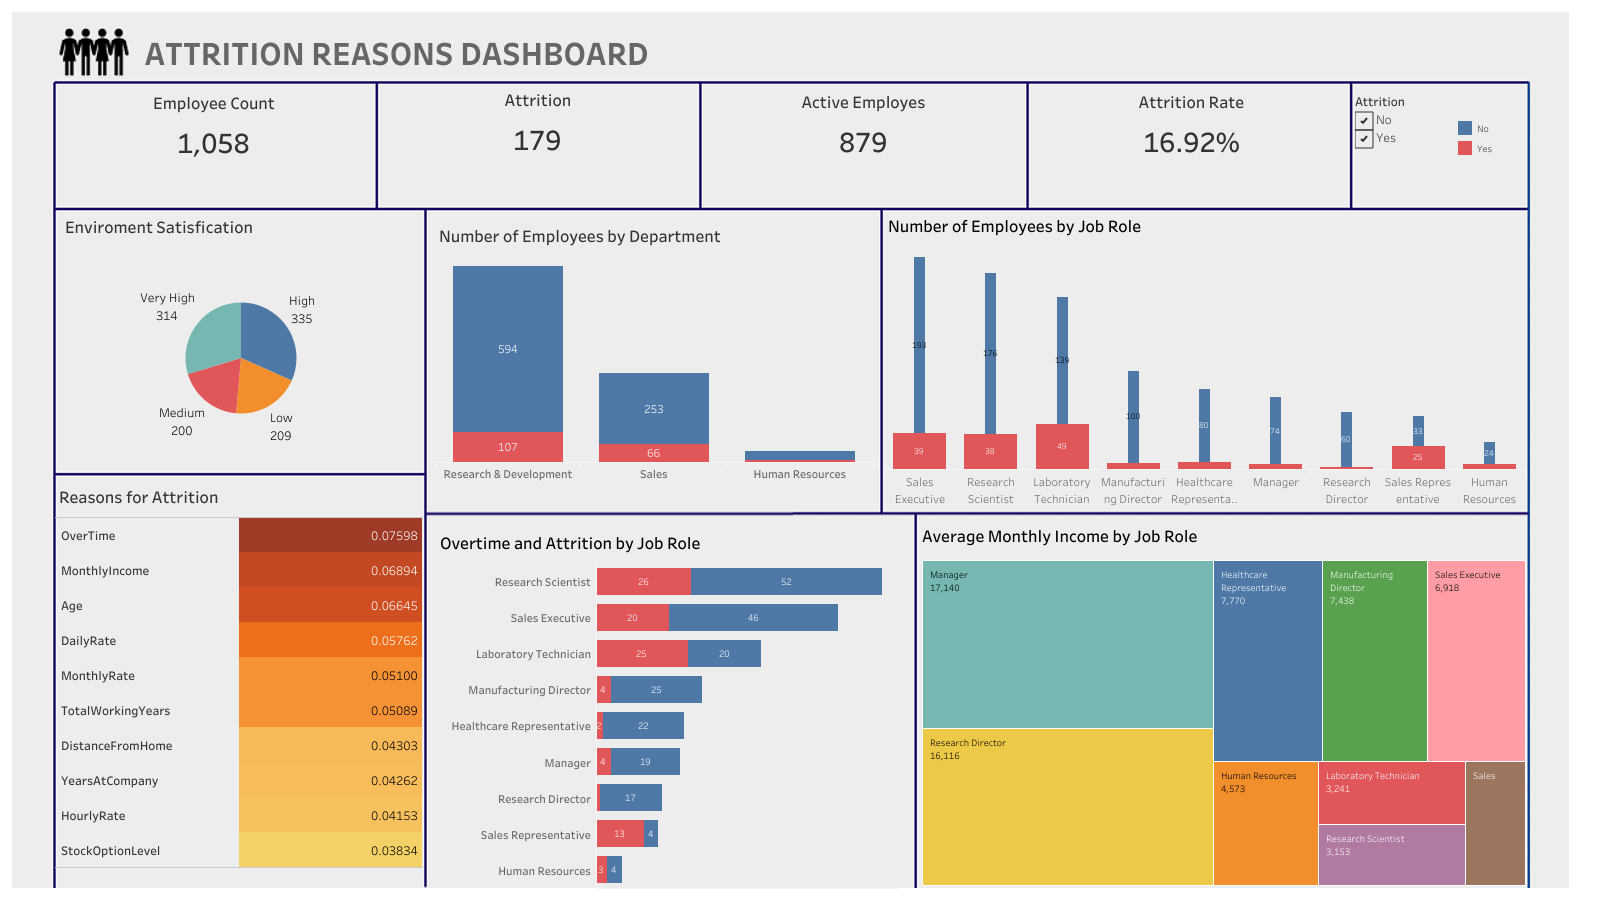 ATTRITION REASONS DASHBOARD
Employee Count
1,058
Attrition
179
Active Employes
879
Attrition Rate
16.92%
Attrition
No
Yes
No
Yes
Enviroment Satisfication
Very High
314
High
335
Medium
200
Low
209
Number of Employees by Department
594
107
253
66
Research & Development
Sales
Human Resources
Number of Employees by Job Role
193
176
139
100
80
74
60
33
24
39
38
49
25
Sales
Executive
Research
Scientist
Laboratory
Technician
Manufacturi
ng Director
Healthcare
Representa..
Manager
Research
Director
Sales Repres
entative
Human
Resources
Reasons for Attrition
OverTime 0.07598
MonthlyIncome 0.06894
Age 0.06645
DailyRate 0.05762
MonthlyRate 0.05100
TotalWorkingYears 0.05089
DistanceFromHome 0.04303
YearsAtCompany 0.04262
HourlyRate 0.04153
StockOptionLevel 0.03834
Overtime and Attrition by Job Role
Research Scientist 26 52
Sales Executive 20 46
Laboratory Technician 25 20
Manufacturing Director 4 25
Healthcare Representative 2 22
Manager 4 19
Research Director 17
Sales Representative 13 4
Human Resources 3 4
Average Monthly Income by Job Role
Manager
17,140
Research Director
16,116
Healthcare
Representative
7,770
Manufacturing
Director
7,438
Sales Executive
6,918
Human Resources
4,573
Laboratory Technician
3,241
Research Scientist
3,153
Sales